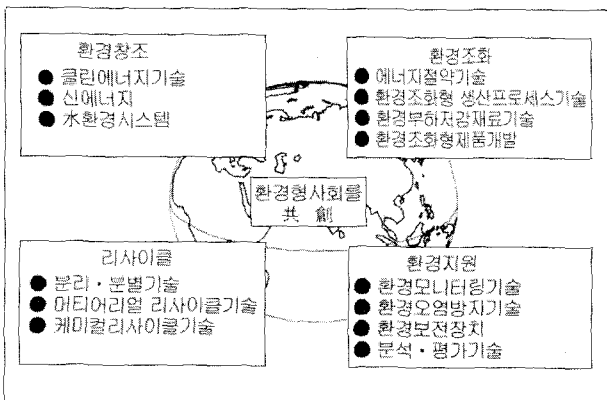 환경창조
● 클린에너지기술
● 신에너지
● 水환경시스템
환경조화
● 에너지절약기술
● 환경조화형 생산프로세스기술
● 환경부하저감재료기술
● 환경조화형제품개발
환경형사회를
共 創
리사이클
● 분리・분별기술
● 머티어리얼 리사이클기술
● 케미컬리사이클기술
환경지원
● 환경모니터링기술
● 환경오염방지기술
● 환경보전장치
● 분석・평가기술